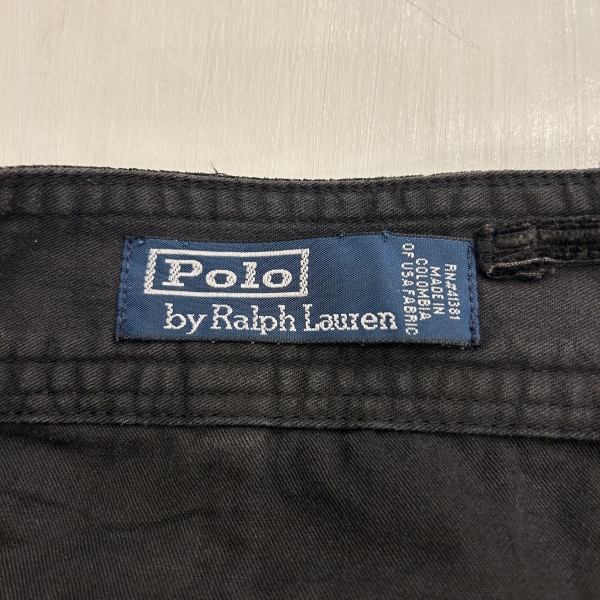 Polo
by Ralph Lauren
RN#41381
MADE IN
COLOMBIA
OF USA FABRIC